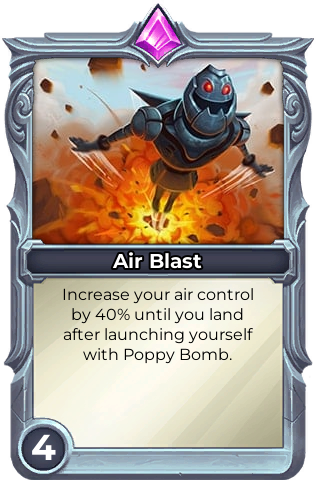 Air Blast
Increase your air control
by 40% until you land
after launching yourself
with Poppy Bomb.
4